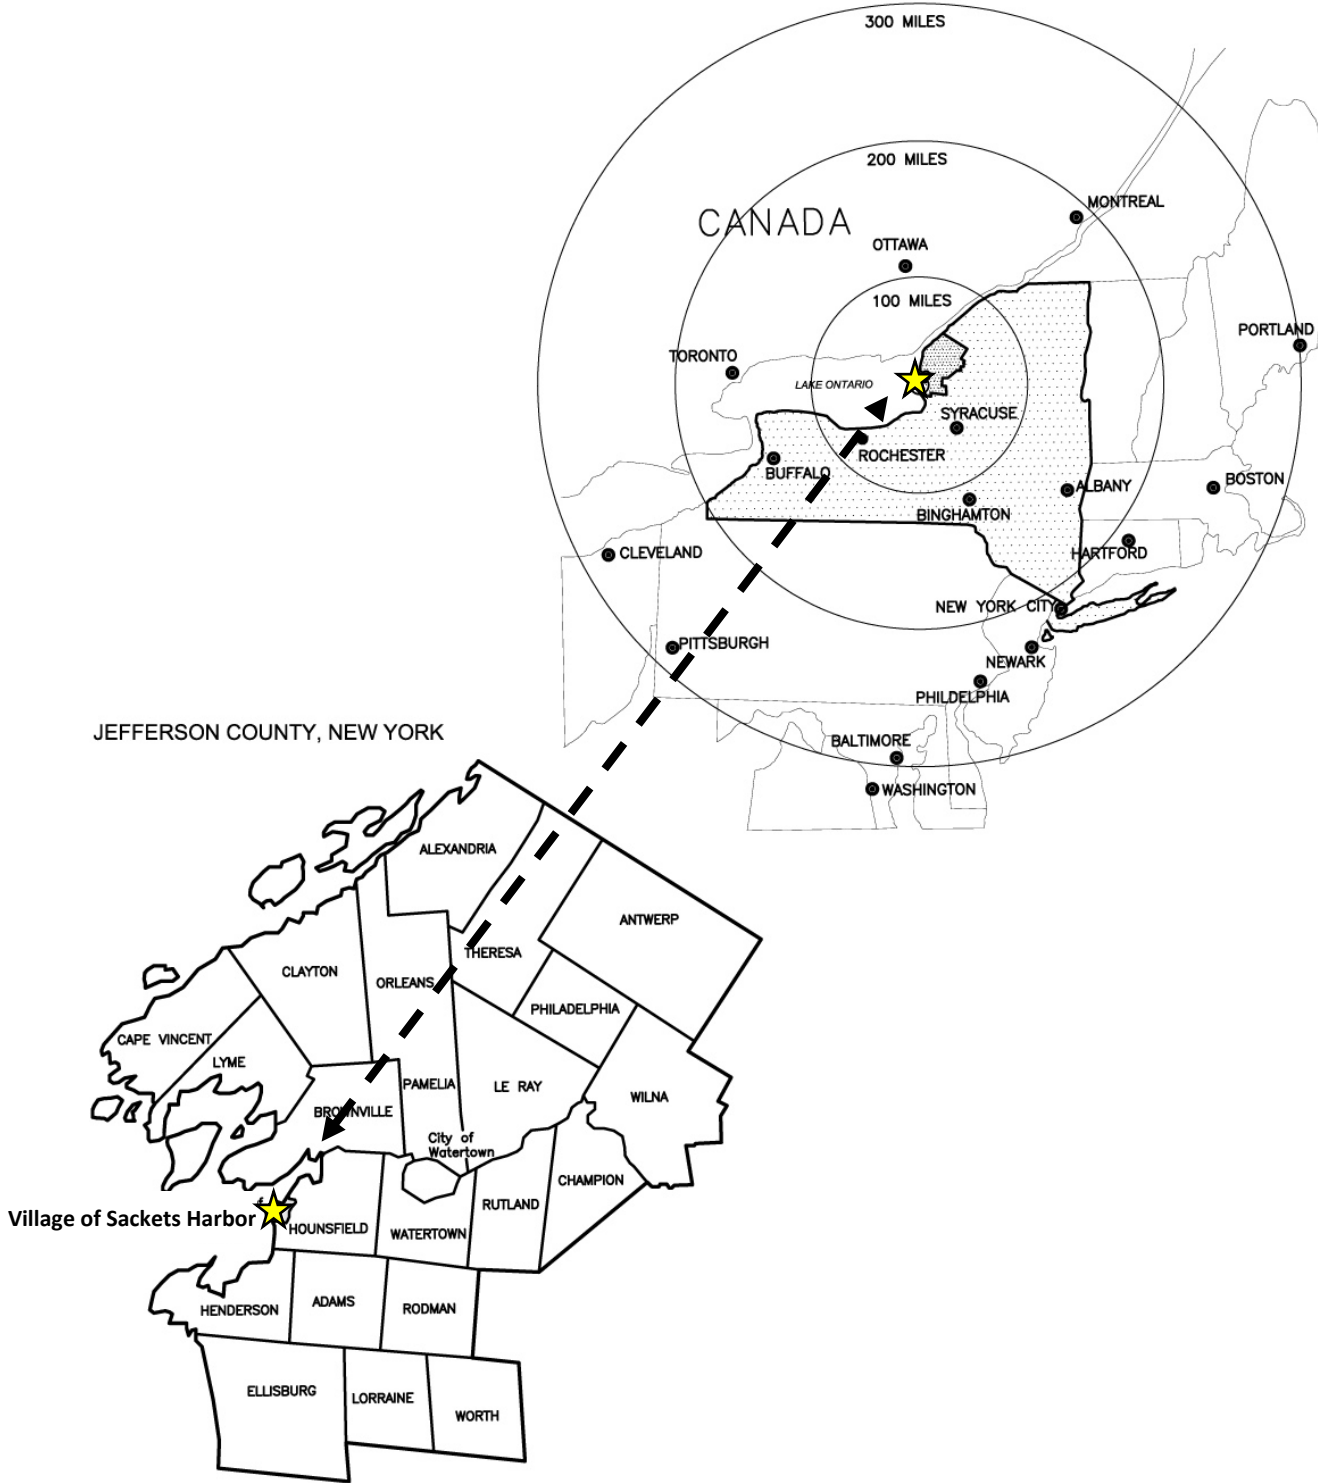 300 MILES
200 MILES
MONTREAL
CANADA
OTTAWA
100 MILES
PORTLAND
TORONTO
LAKE ONTARIO
SYRACUSE
ROCHESTER
BUFFALO
BOSTON
ALBANY
BINGHAMTON
HARTFORD
CLEVELAND
NEW YORK CITY
PITTSBURGH
NEWARK
PHILDELPHIA
BALTIMORE
WASHINGTON
JEFFERSON COUNTY, NEW YORK
ALEXANDRIA
ANTWERP
THERESA
CLAYTON
ORLEANS
PHILADELPHIA
CAPE VINCENT
LYME
PAMELIA
LE RAY
WILNA
BROWNVILLE
City of
Watertown
CHAMPION
RUTLAND
Village of Sackets Harbor
HOUNSFIELD
WATERTOWN
HENDERSON
ADAMS
RODMAN
ELLISBURG
LORRAINE
WORTH